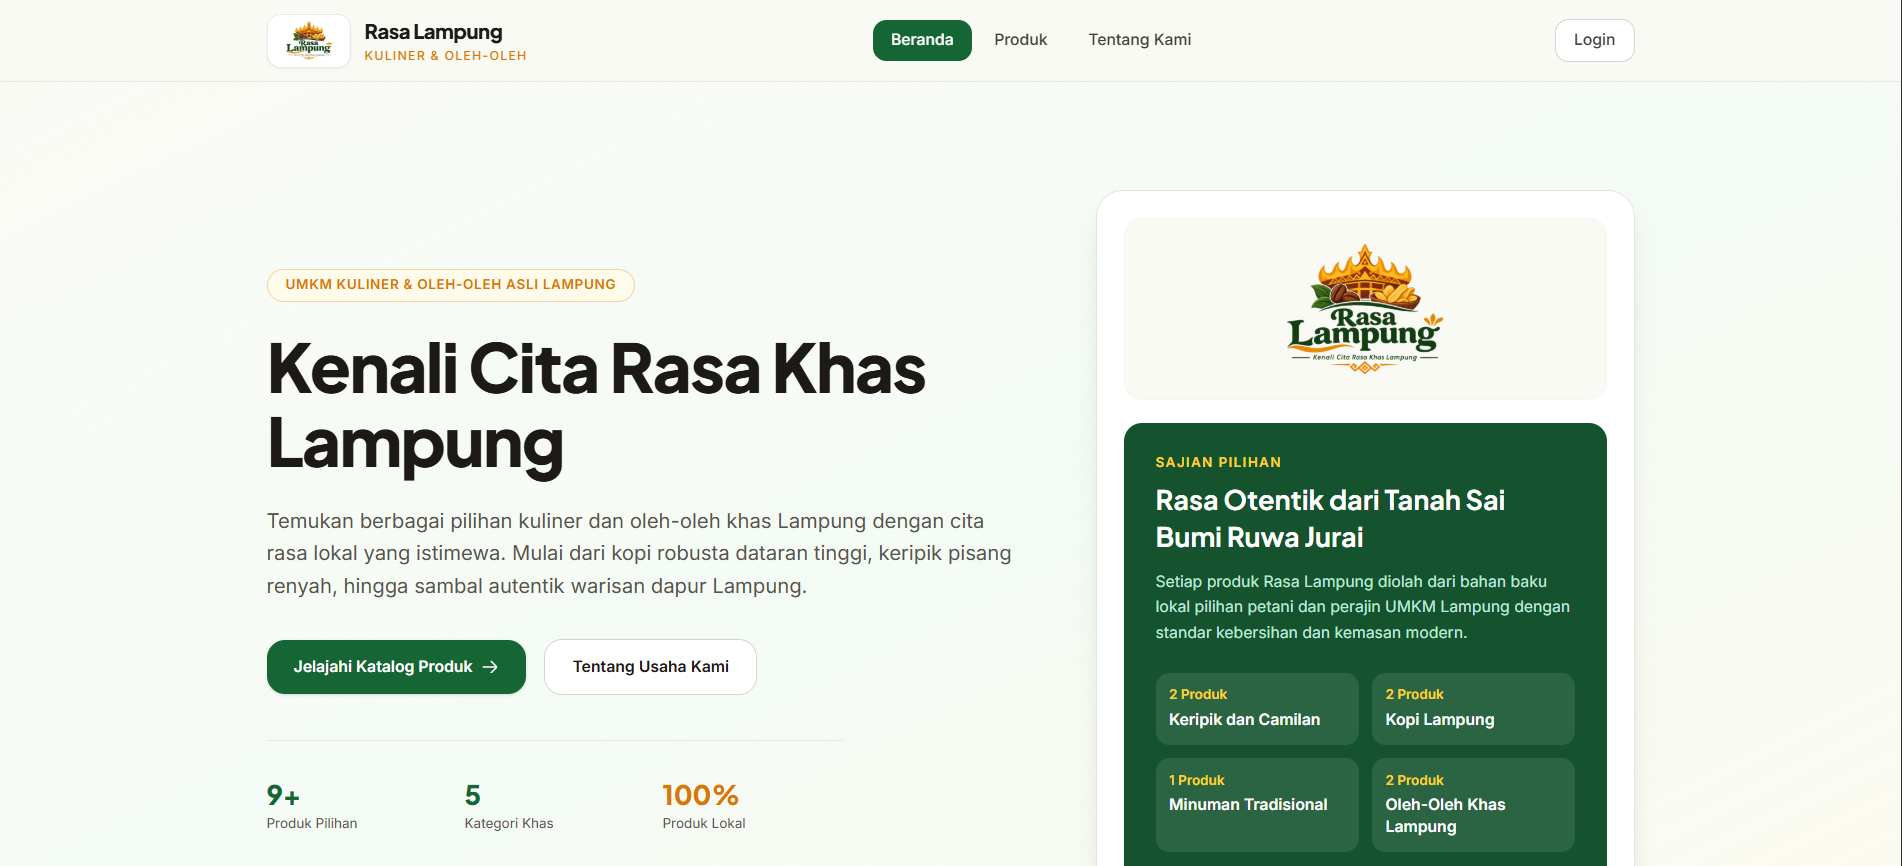 Rasa Lampung
Rasa Lampung
KULINER & OLEH-OLEH
Beranda
Produk
Tentang Kami
Login
UMKM KULINER & OLEH-OLEH ASLI LAMPUNG
Kenali Cita Rasa Khas
Lampung
Temukan berbagai pilihan kuliner dan oleh-oleh khas Lampung dengan cita
rasa lokal yang istimewa. Mulai dari kopi robusta dataran tinggi, keripik pisang
renyah, hingga sambal autentik warisan dapur Lampung.
Jelajahi Katalog Produk →
Tentang Usaha Kami
9+
Produk Pilihan
5
Kategori Khas
100%
Produk Lokal
Rasa
Lampung
Kenali Cita Rasa Khas Lampung
SAJIAN PILIHAN
Rasa Otentik dari Tanah Sai
Bumi Ruwa Jurai
Setiap produk Rasa Lampung diolah dari bahan baku
lokal pilihan petani dan perajin UMKM Lampung dengan
standar kebersihan dan kemasan modern.
2 Produk
Keripik dan Camilan
2 Produk
Kopi Lampung
1 Produk
Minuman Tradisional
2 Produk
Oleh-Oleh Khas
Lampung